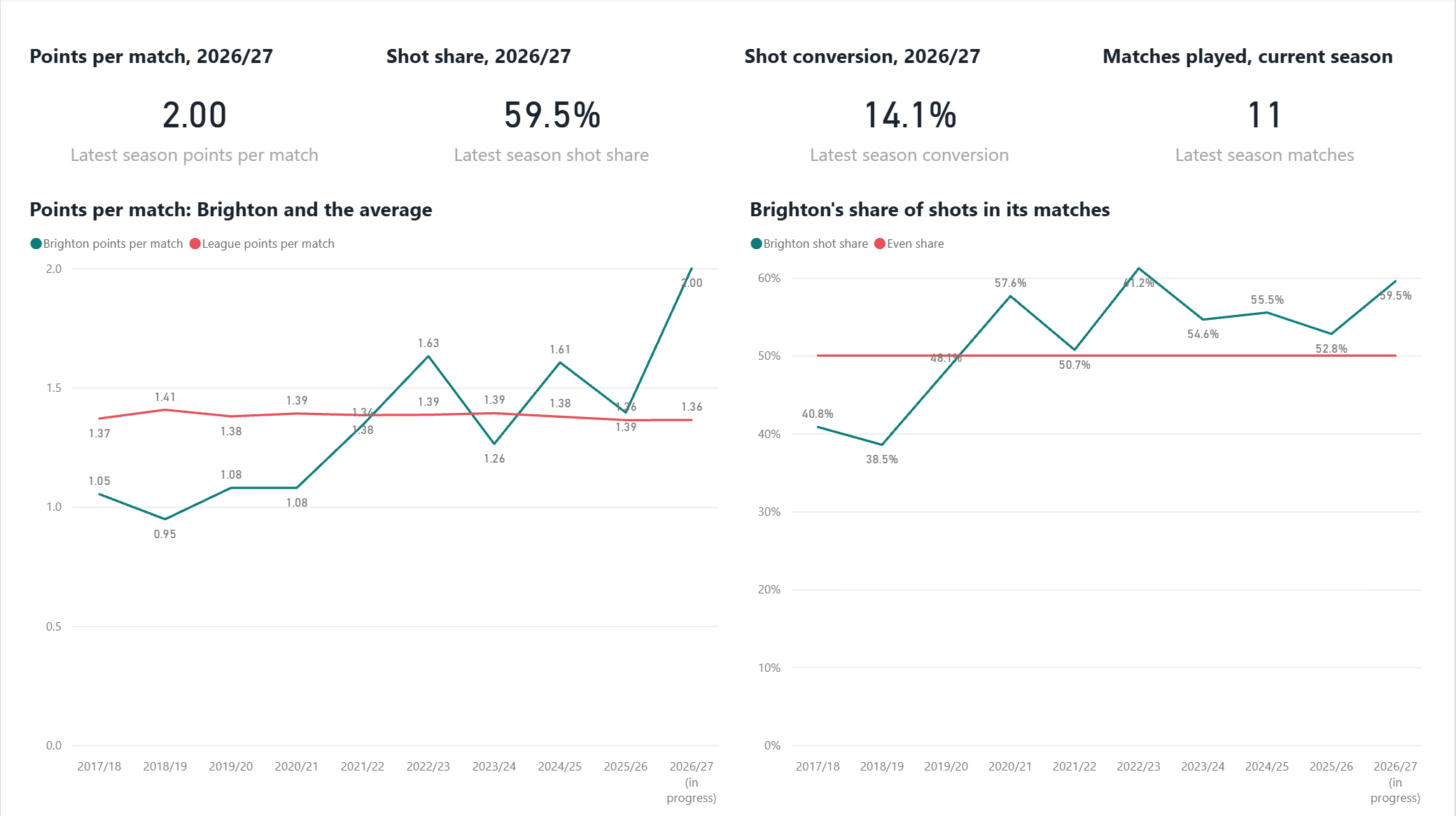 Points per match, 2026/27
2.00
Latest season points per match
Shot share, 2026/27
59.5%
Latest season shot share
Shot conversion, 2026/27
14.1%
Latest season conversion
Matches played, current season
11
Latest season matches
Points per match: Brighton and the average
Brighton points per match League points per match
2.0
1.5
1.0
0.5
0.0
1.05
0.95
1.08
1.08
1.34
1.63
1.26
1.61
1.39
2.00
1.37
1.41
1.38
1.39
1.38
1.39
1.39
1.38
1.36
1.36
2017/18 2018/19 2019/20 2020/21 2021/22 2022/23 2023/24 2024/25 2025/26 2026/27
(in
progress)
Brighton's share of shots in its matches
Brighton shot share Even share
60%
50%
40%
30%
20%
10%
0%
40.8%
38.5%
48.1%
57.6%
50.7%
61.2%
54.6%
55.5%
52.8%
59.5%
2017/18 2018/19 2019/20 2020/21 2021/22 2022/23 2023/24 2024/25 2025/26 2026/27
(in
progress)